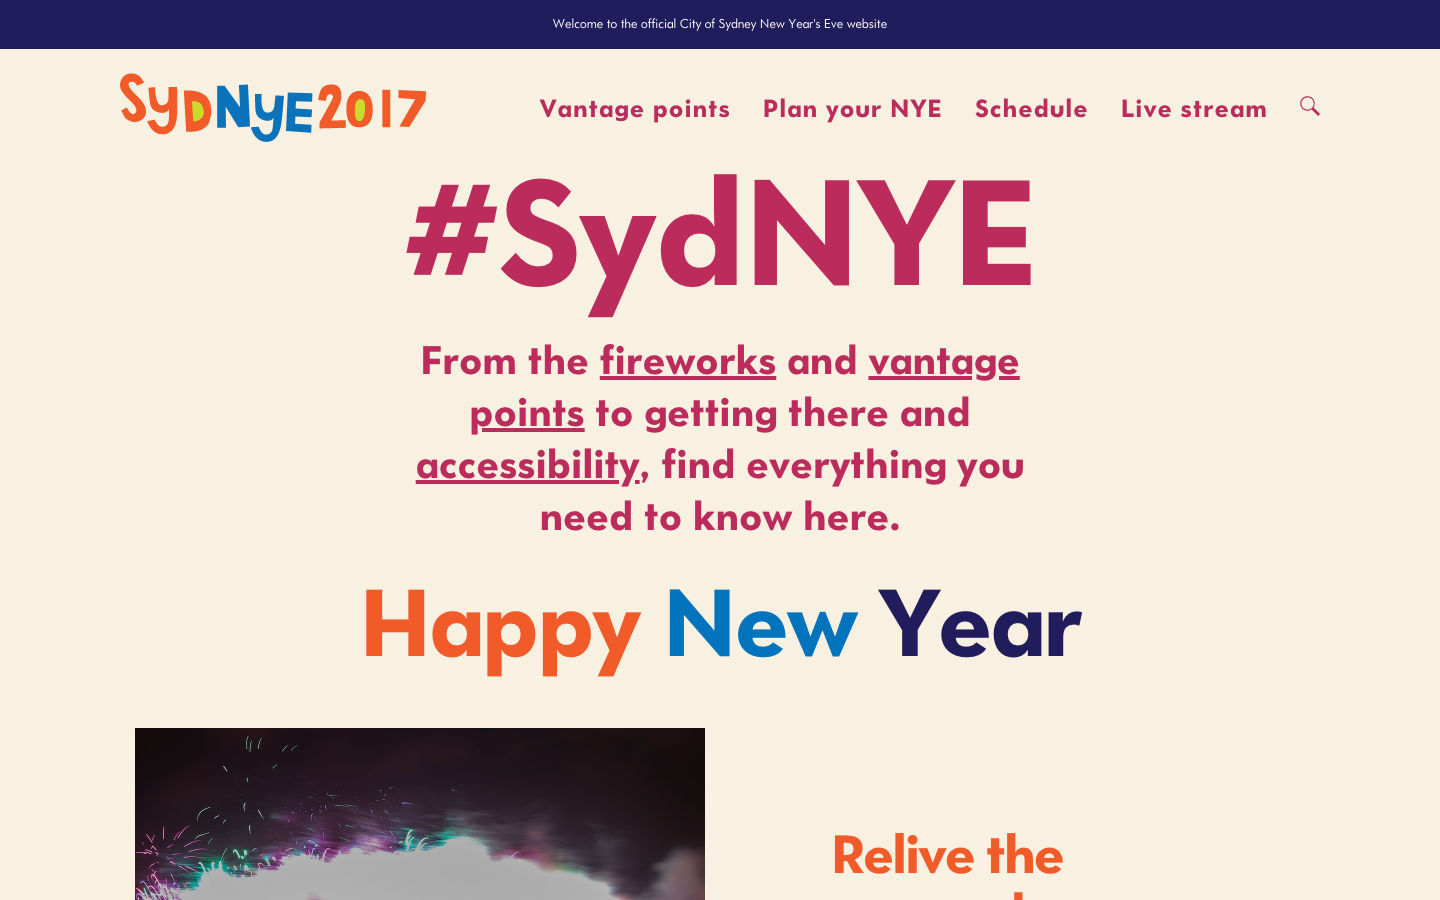 Welcome to the official City of Sydney New Year's Eve website
SYDNYE2017
Vantage points Plan your NYE Schedule Live stream
#SydNYE
From the fireworks and vantage
points to getting there and
accessibility, find everything you
need to know here.
Happy New Year
Relive the